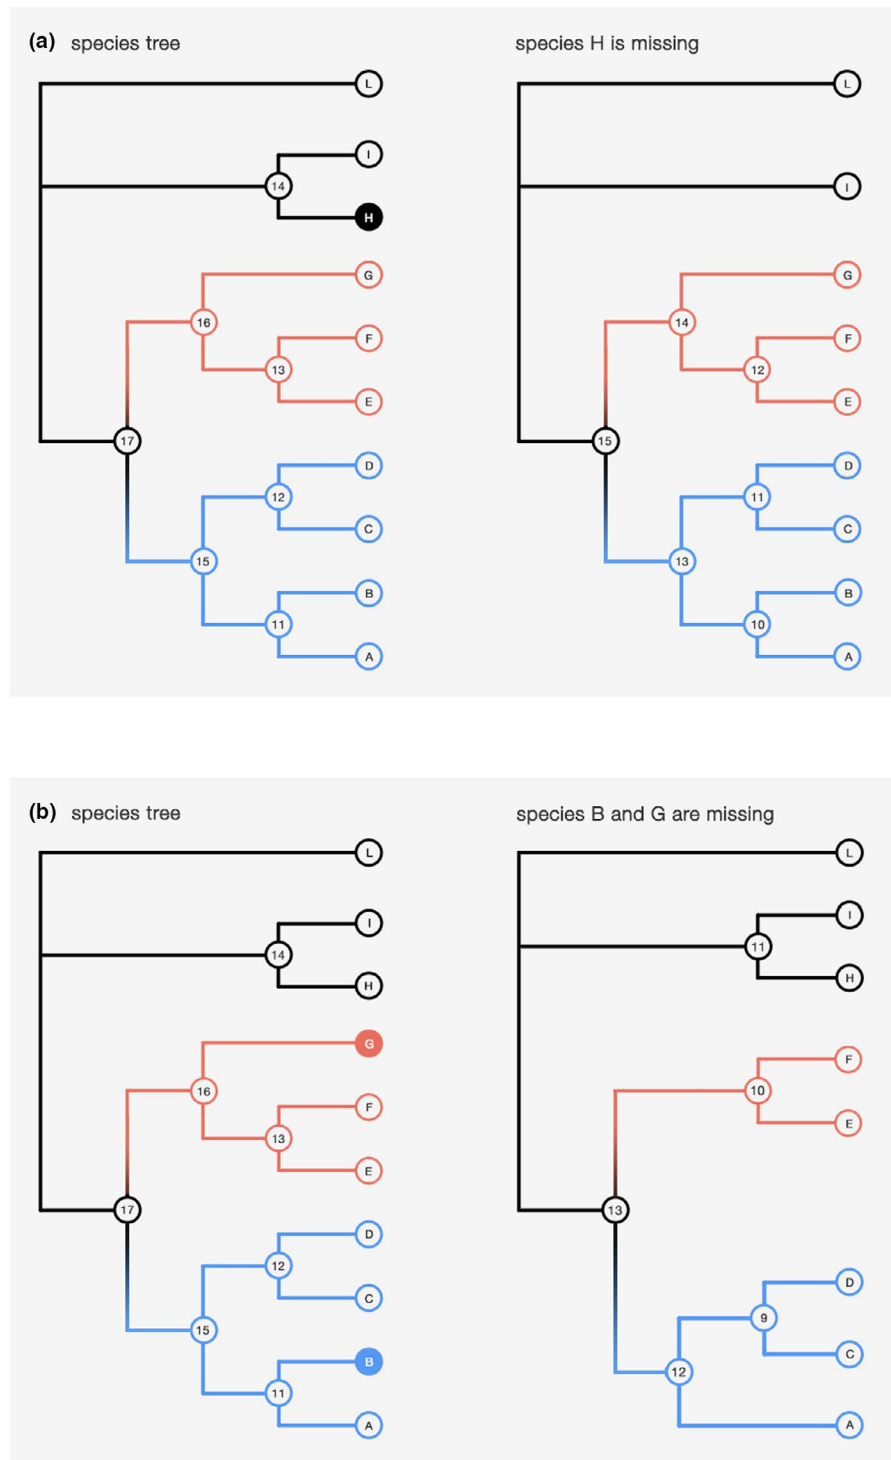 (a) species tree
species H is missing
L
I
14
H
G
16
F
13
E
17
D
12
C
15
B
11
A
L
I
G
14
F
12
E
15
D
11
C
13
B
10
A
(b) species tree
species B and G are missing
L
I
14
H
G
16
F
13
E
17
D
12
C
15
B
11
A
L
I
11
H
F
10
E
13
D
9
C
12
A